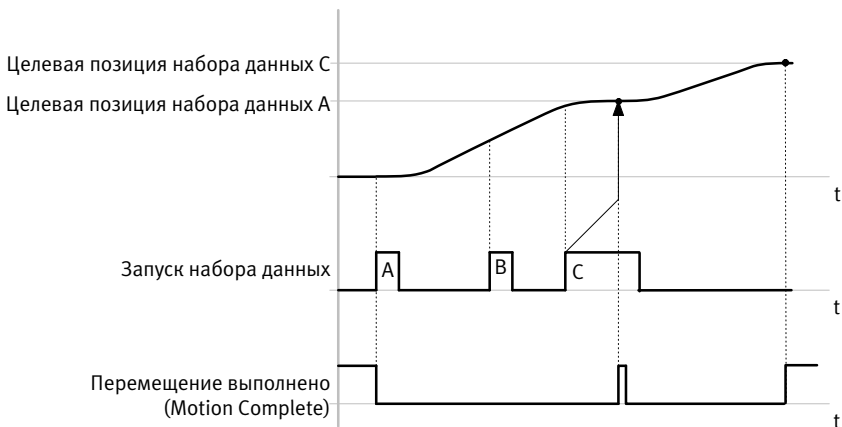 Целевая позиция набора данных C
Целевая позиция набора данных A
t
Запуск набора данных
A
B
C
t
Перемещение выполнено
(Motion Complete)
t